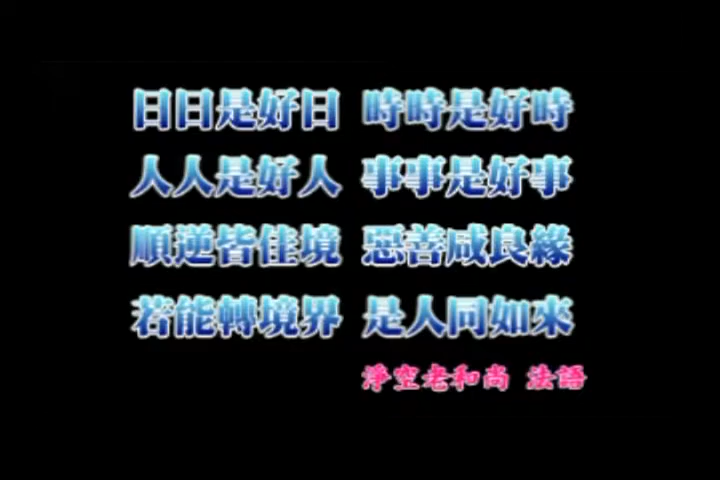 日日是好日 時時是好時
人人是好人 事事是好事
順逆皆佳境 惡善咸良緣
若能轉境界 是人同如來
淨空老和尚 法語